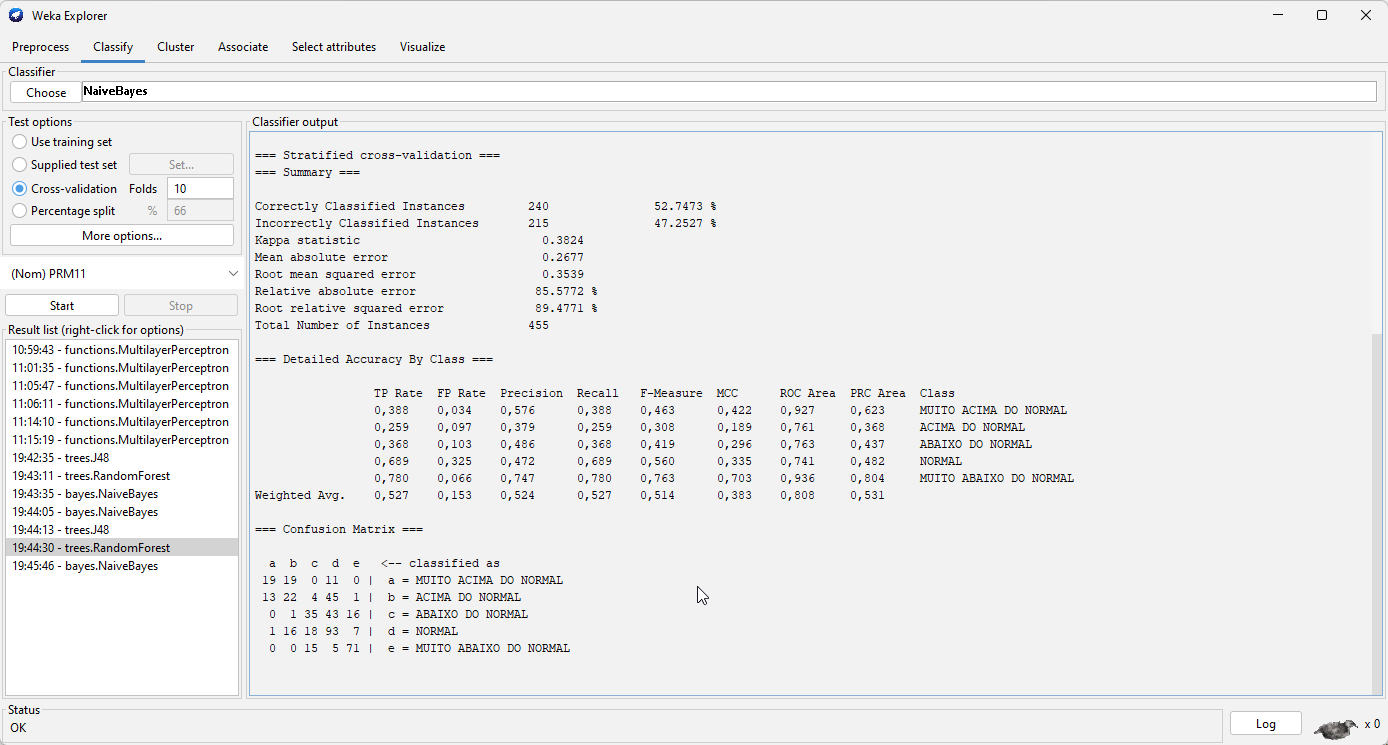 Weka Explorer
Preprocess Classify Cluster Associate Select attributes Visualize
Classifier
Choose NaiveBayes
Test options
Use training set
Supplied test set Set...
Cross-validation Folds 10
Percentage split % 66
More options...
(Nom) PRM11
Start Stop
Result list (right-click for options)
10:59:43 - functions.MultilayerPerceptron
11:01:35 - functions.MultilayerPerceptron
11:05:47 - functions.MultilayerPerceptron
11:06:11 - functions.MultilayerPerceptron
11:14:10 - functions.MultilayerPerceptron
11:15:19 - functions.MultilayerPerceptron
19:42:35 - trees.J48
19:43:11 - trees.RandomForest
19:43:35 - bayes.NaiveBayes
19:44:05 - bayes.NaiveBayes
19:44:13 - trees.J48
19:44:30 - trees.RandomForest
19:45:46 - bayes.NaiveBayes
Classifier output
=== Stratified cross-validation ===
=== Summary ===
Correctly Classified Instances 240 52.7473 %
Incorrectly Classified Instances 215 47.2527 %
Kappa statistic 0.3824
Mean absolute error 0.2677
Root mean squared error 0.3539
Relative absolute error 85.5772 %
Root relative squared error 89.4771 %
Total Number of Instances 455
=== Detailed Accuracy By Class ===
TP Rate FP Rate Precision Recall F-Measure MCC ROC Area PRC Area Class
0,388 0,034 0,576 0,388 0,463 0,422 0,927 0,623 MUITO ACIMA DO NORMAL
0,259 0,097 0,379 0,259 0,308 0,189 0,761 0,368 ACIMA DO NORMAL
0,368 0,103 0,486 0,368 0,419 0,296 0,763 0,437 ABAIXO DO NORMAL
0,689 0,325 0,472 0,689 0,560 0,335 0,741 0,482 NORMAL
0,780 0,066 0,747 0,780 0,763 0,703 0,936 0,804 MUITO ABAIXO DO NORMAL
Weighted Avg. 0,527 0,153 0,524 0,527 0,514 0,383 0,808 0,531
=== Confusion Matrix ===
a b c d e <-- classified as
19 19 0 11 0 | a = MUITO ACIMA DO NORMAL
13 22 4 45 1 | b = ACIMA DO NORMAL
0 1 35 43 16 | c = ABAIXO DO NORMAL
1 16 18 93 7 | d = NORMAL
0 0 15 5 71 | e = MUITO ABAIXO DO NORMAL
Status
OK
Log x 0